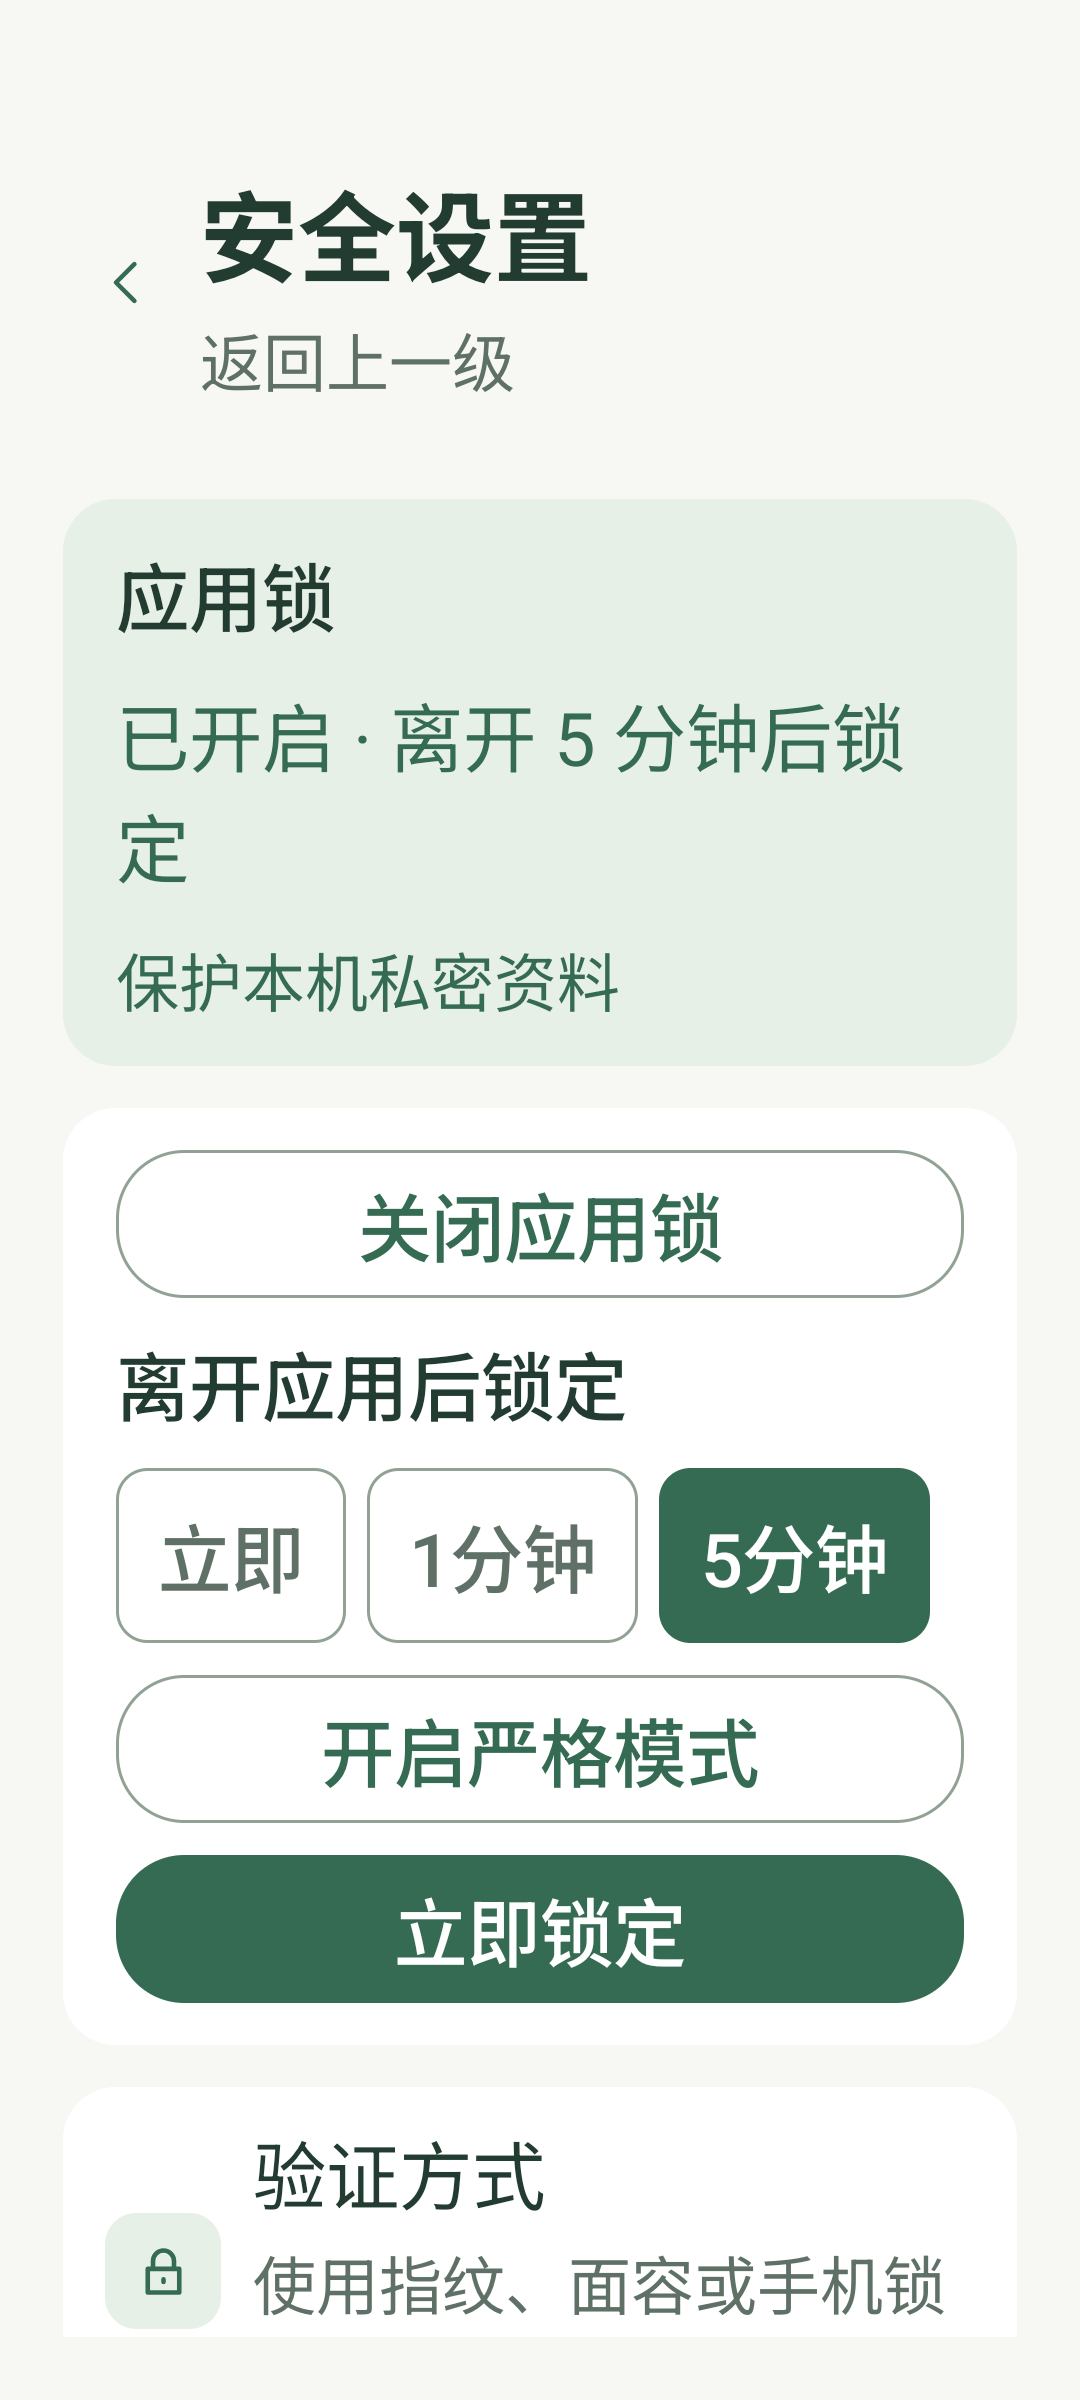 安全设置
返回上一级
应用锁
已开启 · 离开 5 分钟后锁
定
保护本机私密资料
关闭应用锁
离开应用后锁定
立即 1分钟 5分钟
开启严格模式
立即锁定
验证方式
使用指纹、面容或手机锁